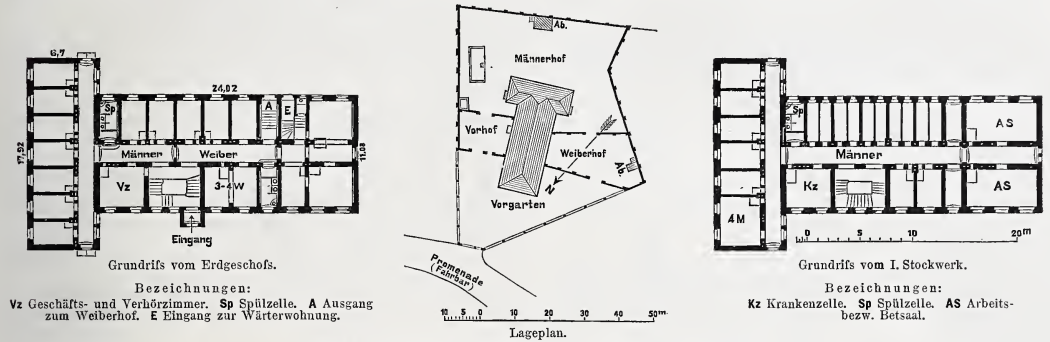 6,7
24,02
17,92
11,08
Sp
A
E
Männer
Weiber
Vz
3-4W
Eingang
Grundriſs vom Erdgeschoſs.
Bezeichnungen:
Vz Geschäfts- und Verhörzimmer. Sp Spülzelle. A Ausgang
zum Weiberhof. E Eingang zur Wärterwohnung.
Ab.
Männerhof
Vorhof
Weiberhof
Ab.
N
Vorgarten
Promenade
(Fahrbar)
10 5 0 10 20 30 40 50m
Lageplan.
Sp
AS
Männer
Kz
AS
4M
0 5 10 20m
Grundriſs vom I. Stockwerk.
Bezeichnungen:
Kz Krankenzelle. Sp Spülzelle. AS Arbeits-
bezw. Betsaal.